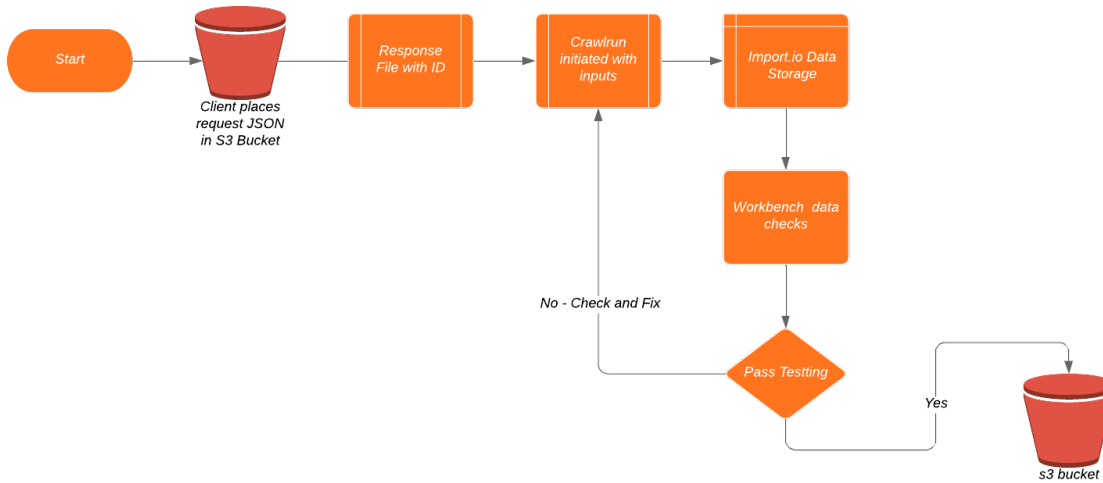 Start
Client places
request JSON
in S3 Bucket
Response
File with ID
Crawlrun
initiated with
inputs
Import.io Data
Storage
Workbench data
checks
No - Check and Fix
Pass Testting
Yes
s3 bucket